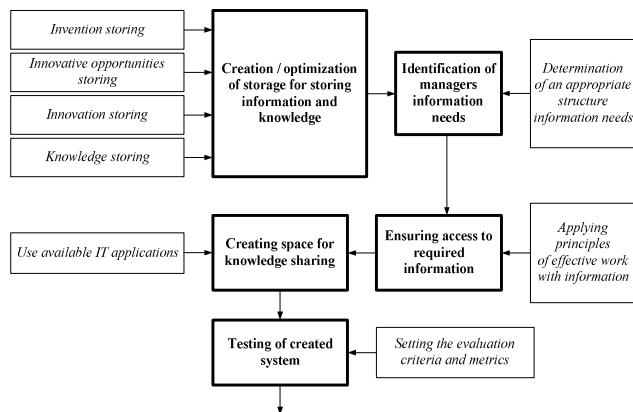 Invention storing
Innovative opportunities
storing
Innovation storing
Knowledge storing
Creation / optimization
of storage for storing
information and
knowledge
Identification of
managers
information
needs
Determination
of an appropriate
structure
information needs
Use available IT applications
Creating space for
knowledge sharing
Ensuring access to
required
information
Applying
principles
of effective work
with information
Testing of created
system
Setting the evaluation
criteria and metrics